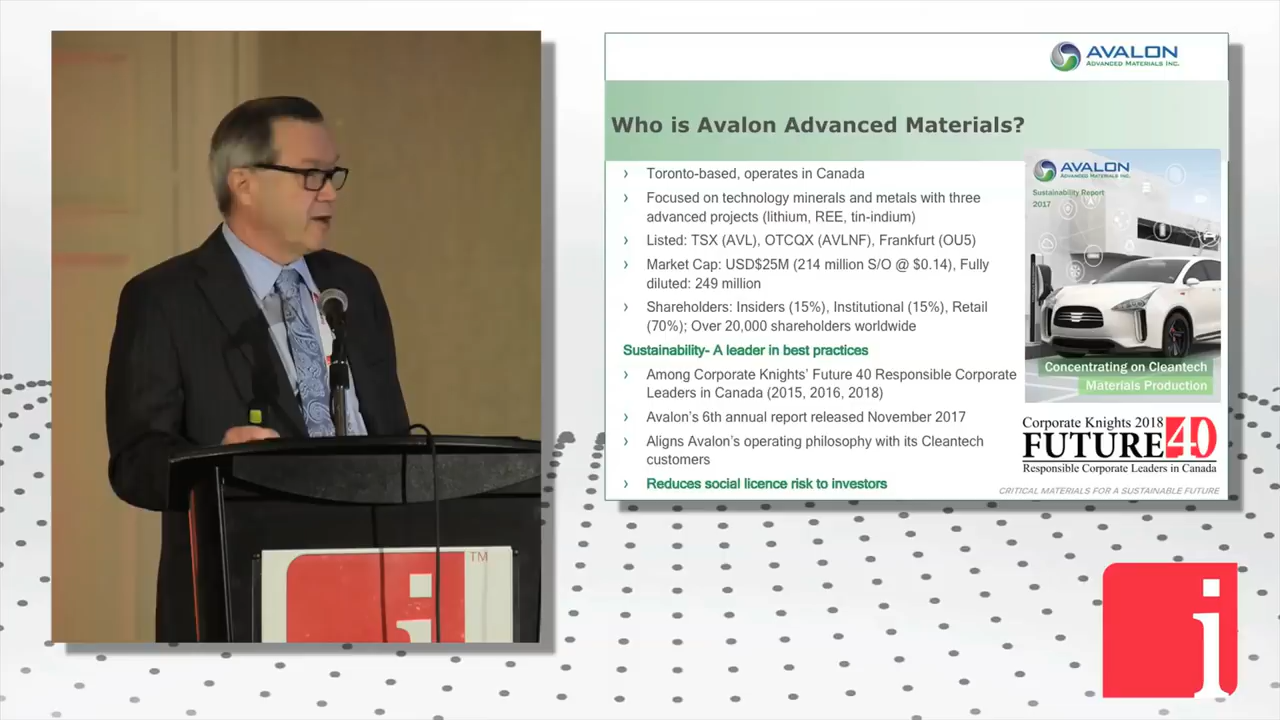 AVALON
ADVANCED MATERIALS INC.
Who is Avalon Advanced Materials?
› Toronto-based, operates in Canada
› Focused on technology minerals and metals with three
advanced projects (lithium, REE, tin-indium)
› Listed: TSX (AVL), OTCQX (AVLNF), Frankfurt (OU5)
› Market Cap: USD$25M (214 million S/O @ $0.14), Fully
diluted: 249 million
› Shareholders: Insiders (15%), Institutional (15%), Retail
(70%); Over 20,000 shareholders worldwide
Sustainability- A leader in best practices
› Among Corporate Knights' Future 40 Responsible Corporate
Leaders in Canada (2015, 2016, 2018)
› Avalon's 6th annual report released November 2017
› Aligns Avalon's operating philosophy with its Cleantech
customers
› Reduces social licence risk to investors
AVALON
ADVANCED MATERIALS INC.
Sustainability Report
2017
Concentrating on Cleantech
Materials Production
Corporate Knights 2018
FUTURE 40
Responsible Corporate Leaders in Canada
CRITICAL MATERIALS FOR A SUSTAINABLE FUTURE
i
TM
i